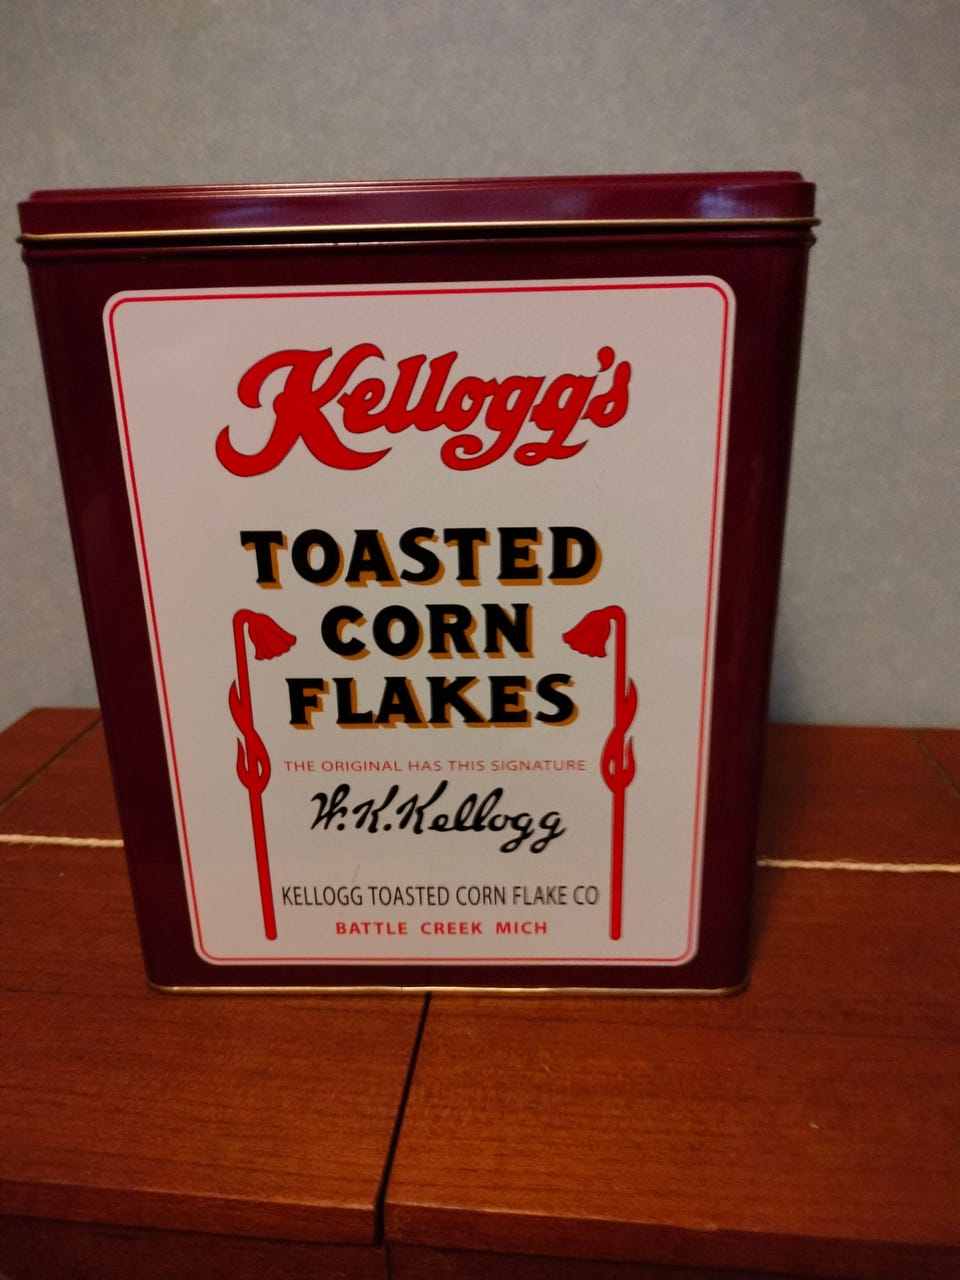 Kellogg's
TOASTED
CORN
FLAKES
THE ORIGINAL HAS THIS SIGNATURE
W.K.Kellogg
KELLOGG TOASTED CORN FLAKE CO
BATTLE CREEK MICH